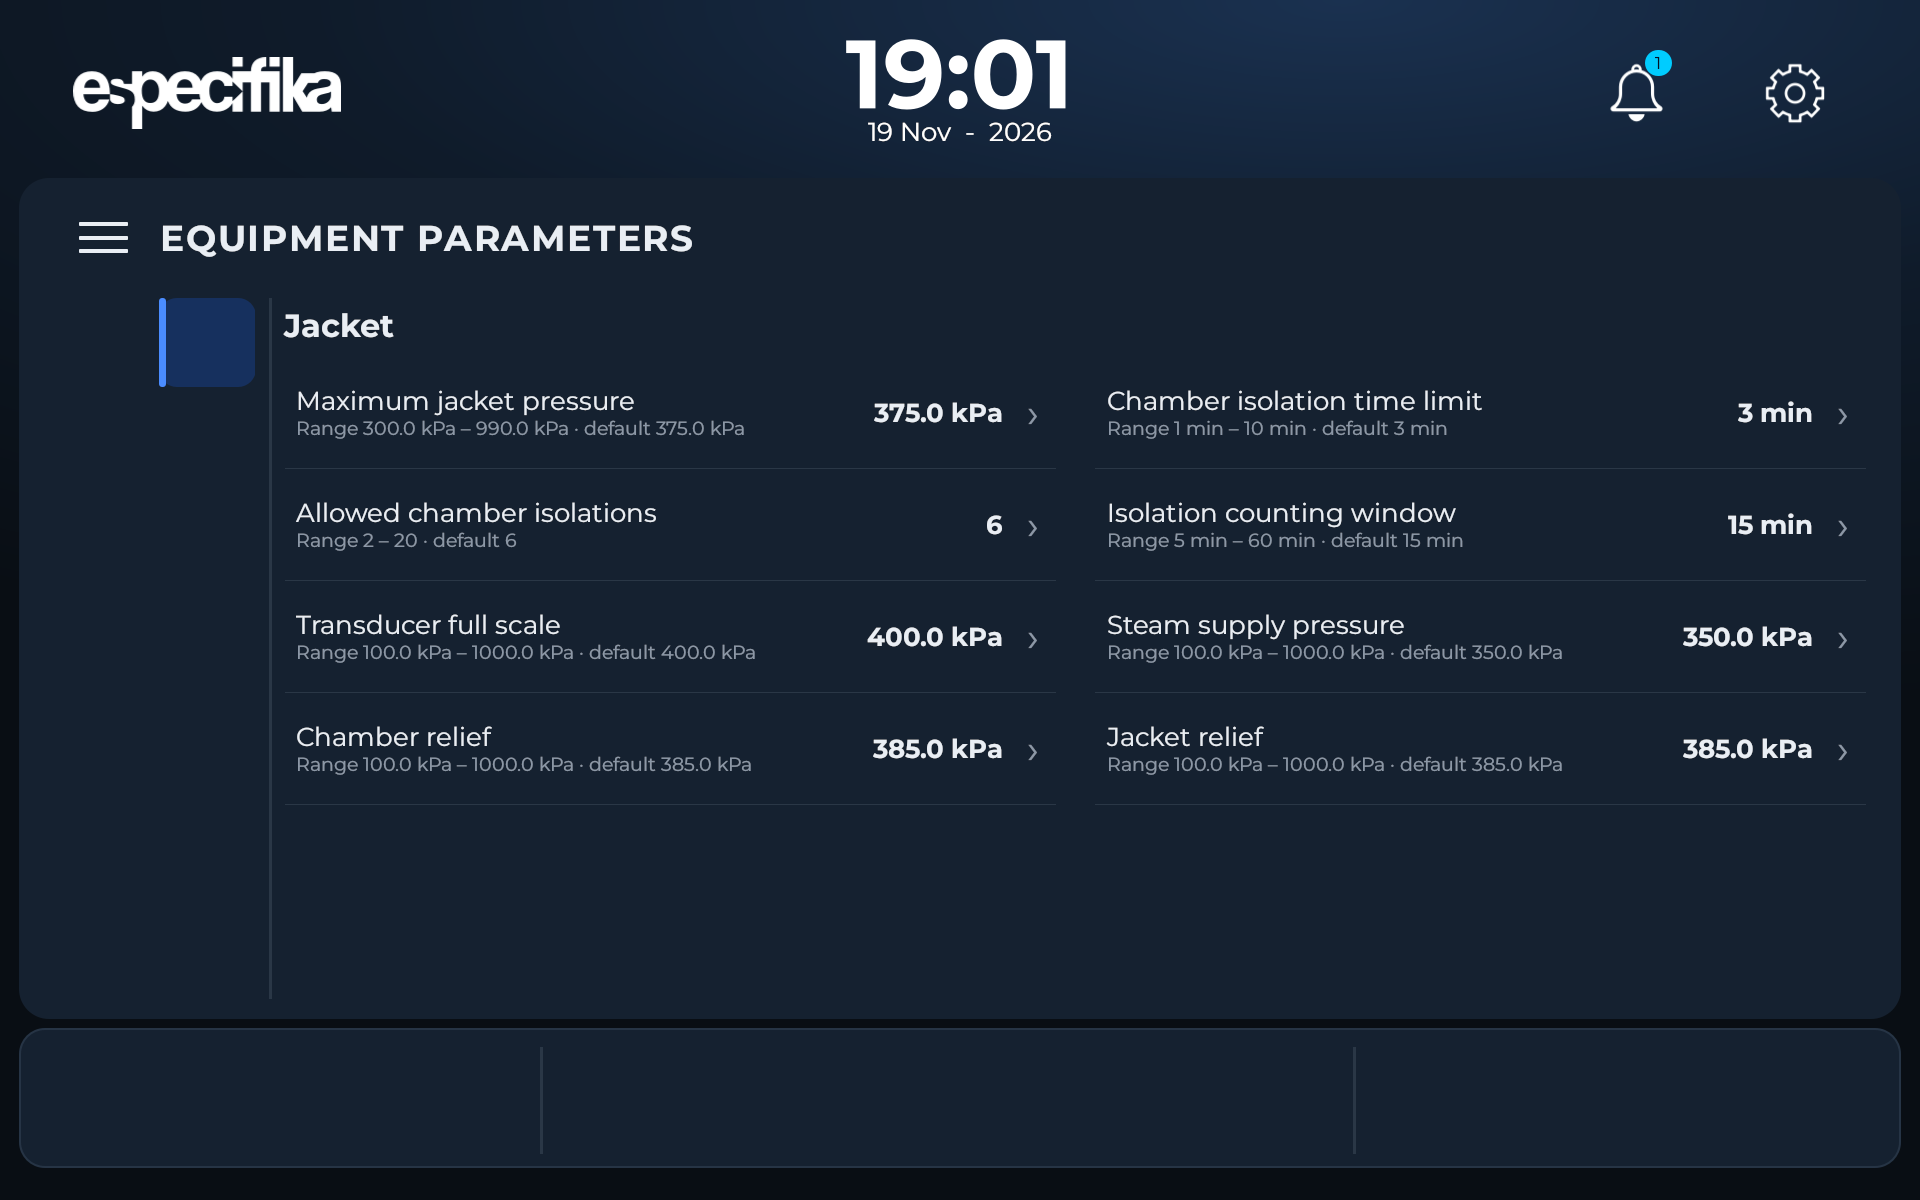 especifika
19:01
19 Nov - 2026
1
EQUIPMENT PARAMETERS
Jacket
Maximum jacket pressure
Range 300.0 kPa – 990.0 kPa · default 375.0 kPa
375.0 kPa ›
Chamber isolation time limit
Range 1 min – 10 min · default 3 min
3 min ›
Allowed chamber isolations
Range 2 – 20 · default 6
6 ›
Isolation counting window
Range 5 min – 60 min · default 15 min
15 min ›
Transducer full scale
Range 100.0 kPa – 1000.0 kPa · default 400.0 kPa
400.0 kPa ›
Steam supply pressure
Range 100.0 kPa – 1000.0 kPa · default 350.0 kPa
350.0 kPa ›
Chamber relief
Range 100.0 kPa – 1000.0 kPa · default 385.0 kPa
385.0 kPa ›
Jacket relief
Range 100.0 kPa – 1000.0 kPa · default 385.0 kPa
385.0 kPa ›